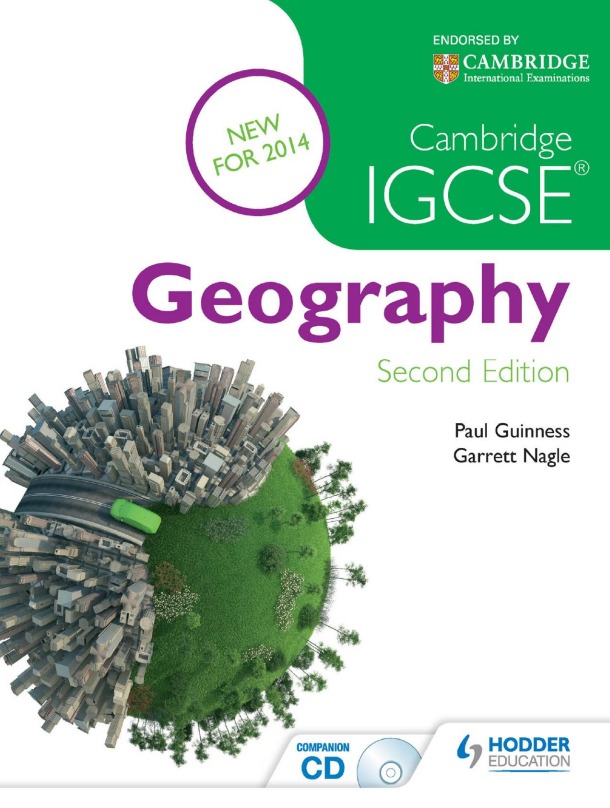 ENDORSED BY
CAMBRIDGE
International Examinations
NEW
FOR 2014
Cambridge
IGCSE®
Geography
Second Edition
Paul Guinness
Garrett Nagle
COMPANION
CD
HODDER
EDUCATION